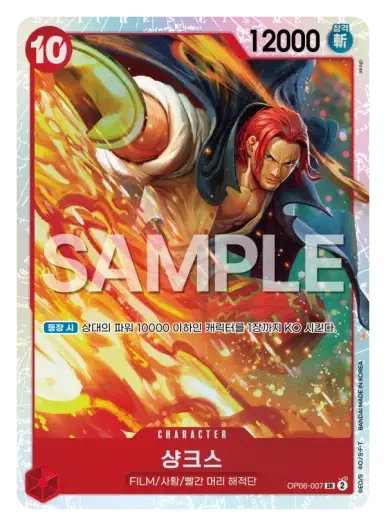 10
12000
참격
斬
SAMPLE
등장 시 상대의 파워 10000 이하인 캐릭터를 1장까지 KO 시킨다.
BANDAI MADE IN KOREA
©EO/S ©O/S·F·T
CHARACTER
샹크스
FILM/사황/빨간 머리 해적단
OP06-007 SR 2